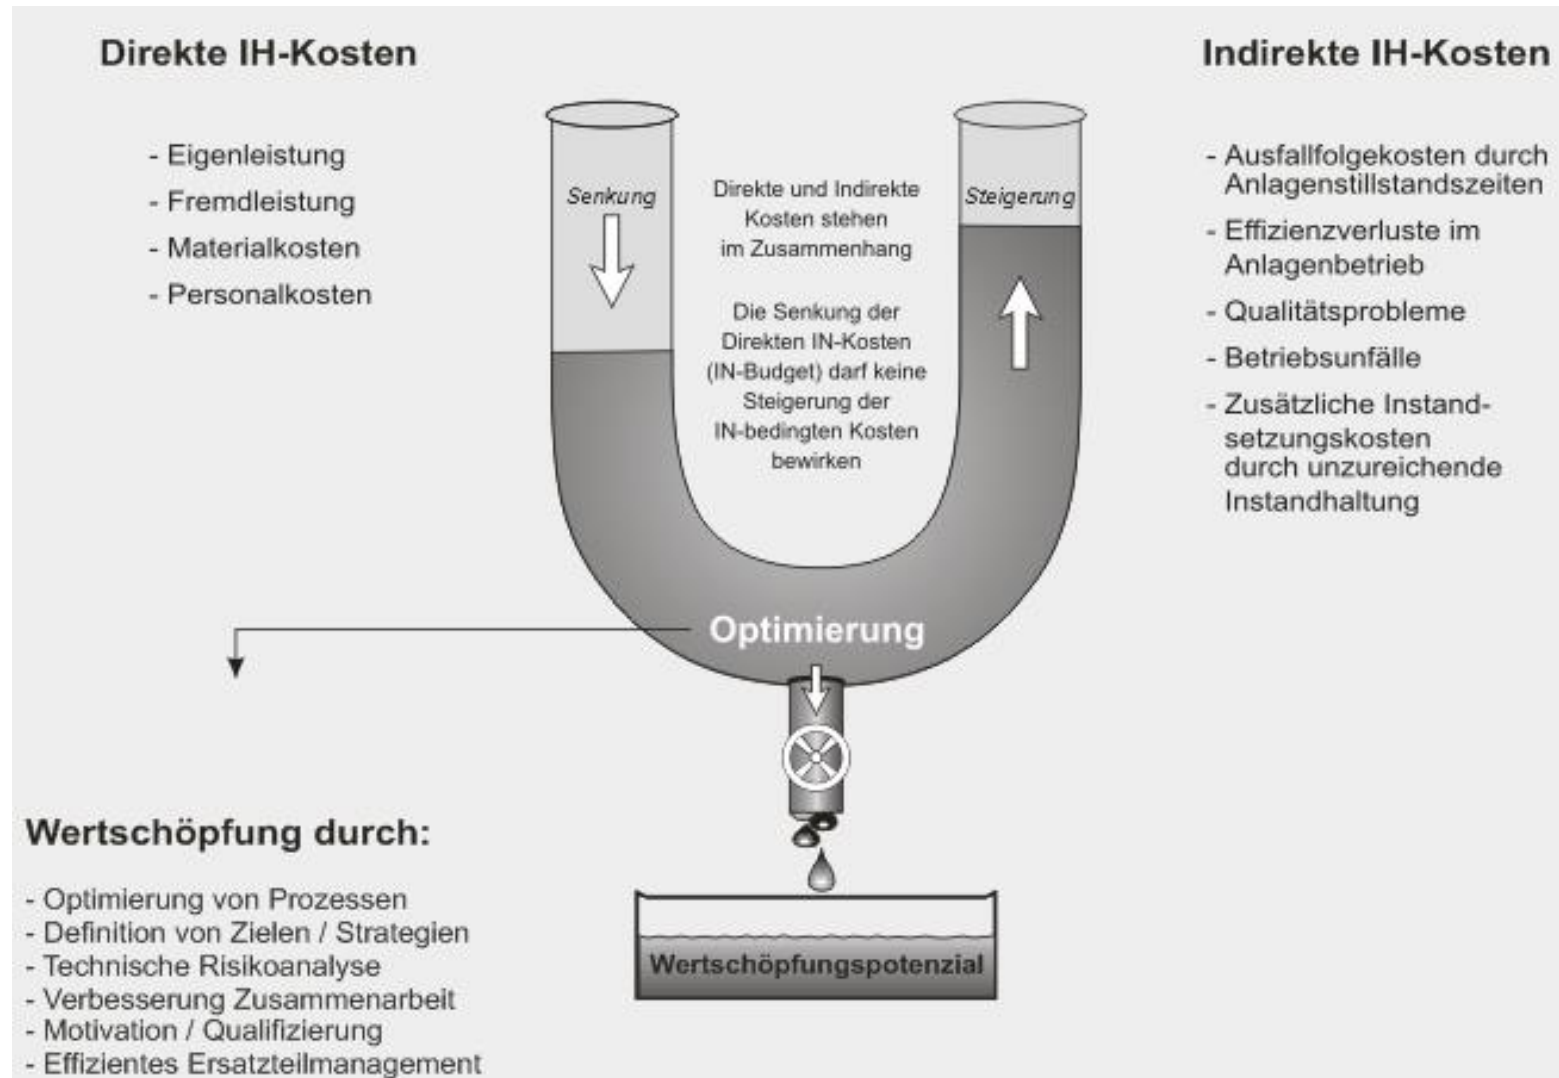 Direkte IH-Kosten
- Eigenleistung
- Fremdleistung
- Materialkosten
- Personalkosten
Senkung
Direkte und Indirekte
Kosten stehen
im Zusammenhang
Die Senkung der
Direkten IN-Kosten
(IN-Budget) darf keine
Steigerung der
IN-bedingten Kosten
bewirken
Steigerung
Indirekte IH-Kosten
- Ausfallfolgekosten durch
Anlagenstillstandszeiten
- Effizienzverluste im
Anlagenbetrieb
- Qualitätsprobleme
- Betriebsunfälle
- Zusätzliche Instand-
setzungskosten
durch unzureichende
Instandhaltung
Optimierung
Wertschöpfung durch:
- Optimierung von Prozessen
- Definition von Zielen / Strategien
- Technische Risikoanalyse
- Verbesserung Zusammenarbeit
- Motivation / Qualifizierung
- Effizientes Ersatzteilmanagement
Wertschöpfungspotenzial